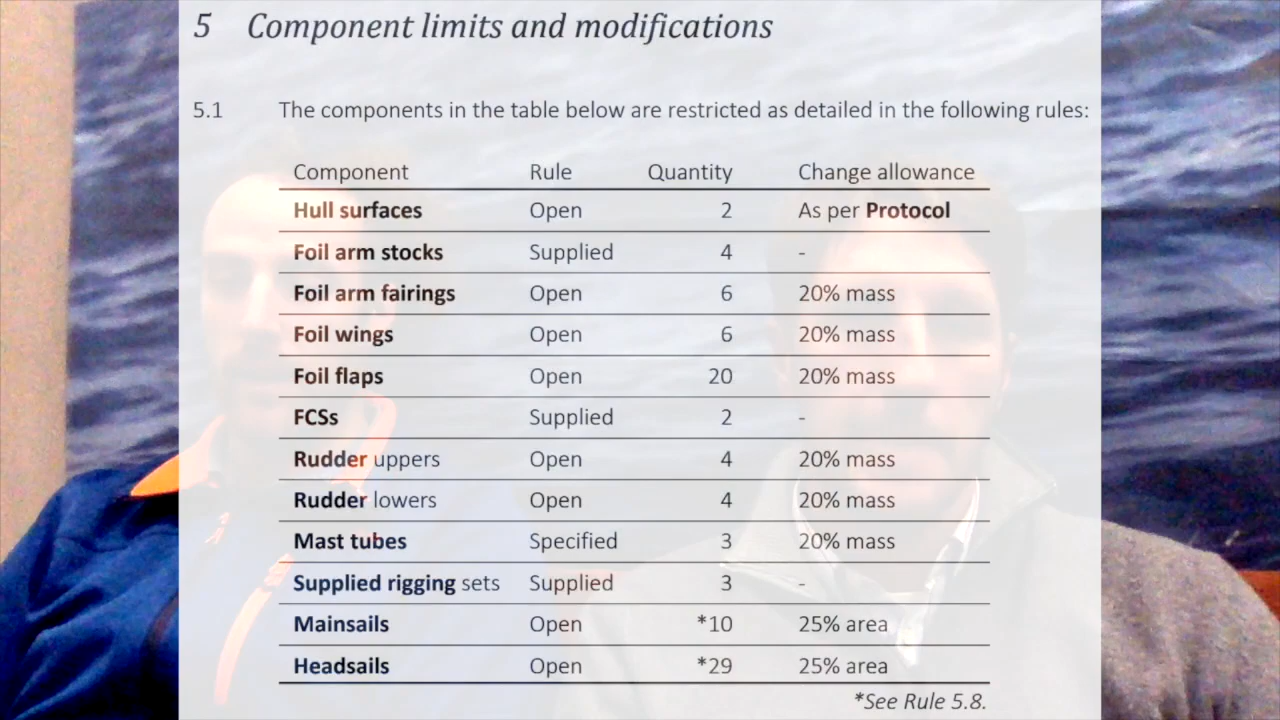 5 Component limits and modifications
5.1 The components in the table below are restricted as detailed in the following rules:
Component Rule Quantity Change allowance
Hull surfaces Open 2 As per Protocol
Foil arm stocks Supplied 4 -
Foil arm fairings Open 6 20% mass
Foil wings Open 6 20% mass
Foil flaps Open 20 20% mass
FCSs Supplied 2 -
Rudder uppers Open 4 20% mass
Rudder lowers Open 4 20% mass
Mast tubes Specified 3 20% mass
Supplied rigging sets Supplied 3 -
Mainsails Open *10 25% area
Headsails Open *29 25% area
*See Rule 5.8.